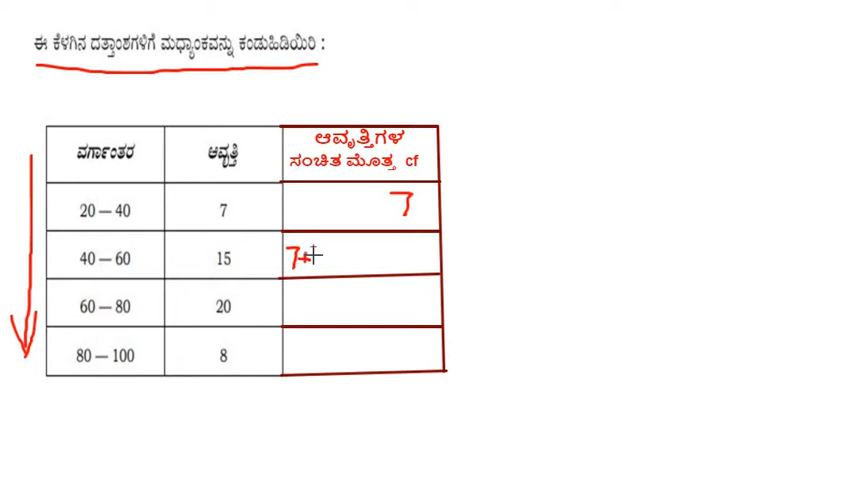 ಈ ಕೆಳಗಿನ ದತ್ತಾಂಶಗಳಿಗೆ ಮಧ್ಯಾಂಕವನ್ನು ಕಂಡುಹಿಡಿಯಿರಿ :
ವರ್ಗಾಂತರ ಆವೃತ್ತಿ ಆವೃತ್ತಿಗಳ
ಸಂಚಿತ ಮೊತ್ತ cf
20 — 40 7 7
40 — 60 15 7+
60 — 80 20
80 — 100 8